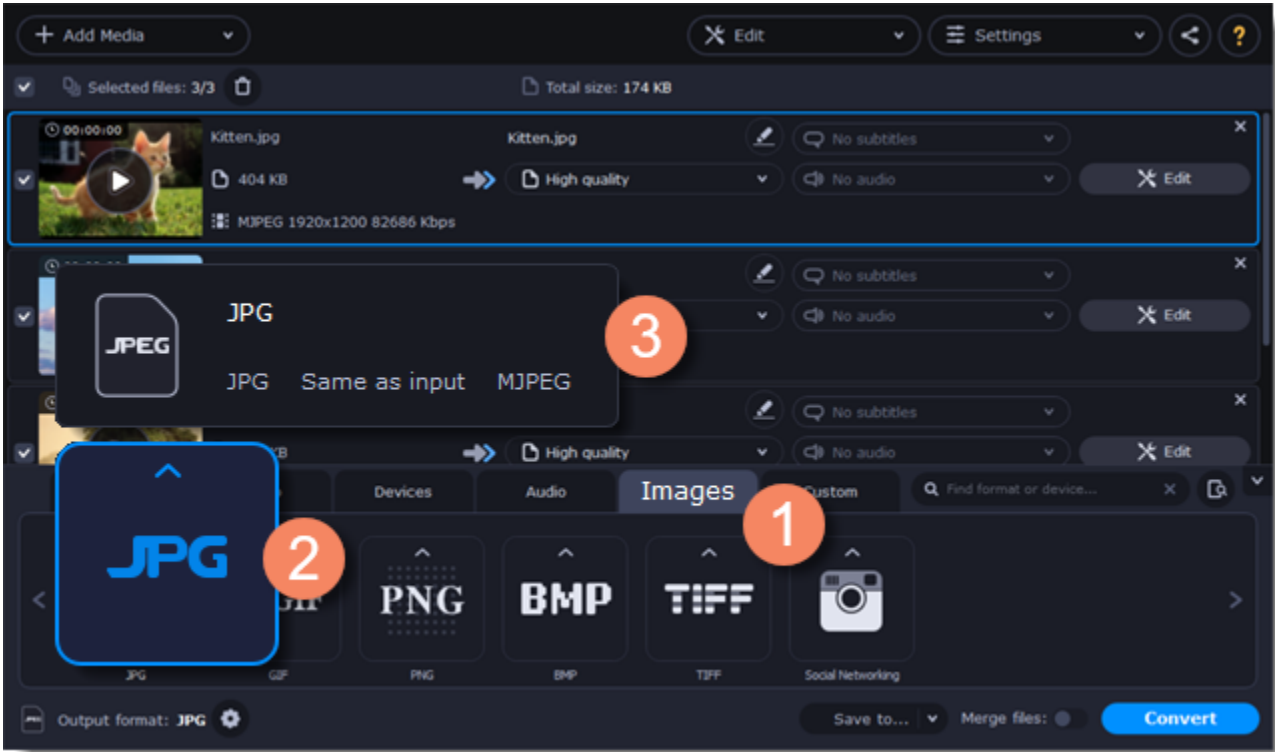 Add Media
Edit
Settings
?
Selected files: 3/3
Total size: 174 KB
00:00:00
Kitten.jpg
Kitten.jpg
No subtitles
404 KB
High quality
No audio
Edit
MJPEG 1920x1200 82686 Kbps
No subtitles
JPG
3
No audio
Edit
JPEG
JPG Same as input MJPEG
No subtitles
KB
High quality
No audio
Edit
Devices
Audio
Images
1
Custom
Find format or device...
JPG
2
GIF
PNG
BMP
TIFF
JPG
GIF
PNG
BMP
TIFF
Social Networking
Output format: JPG
Save to...
Merge files:
Convert